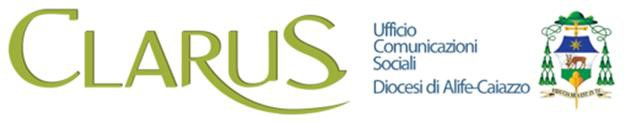 CLARUS
Ufficio
Comunicazioni
Sociali
Diocesi di Alife-Caiazzo